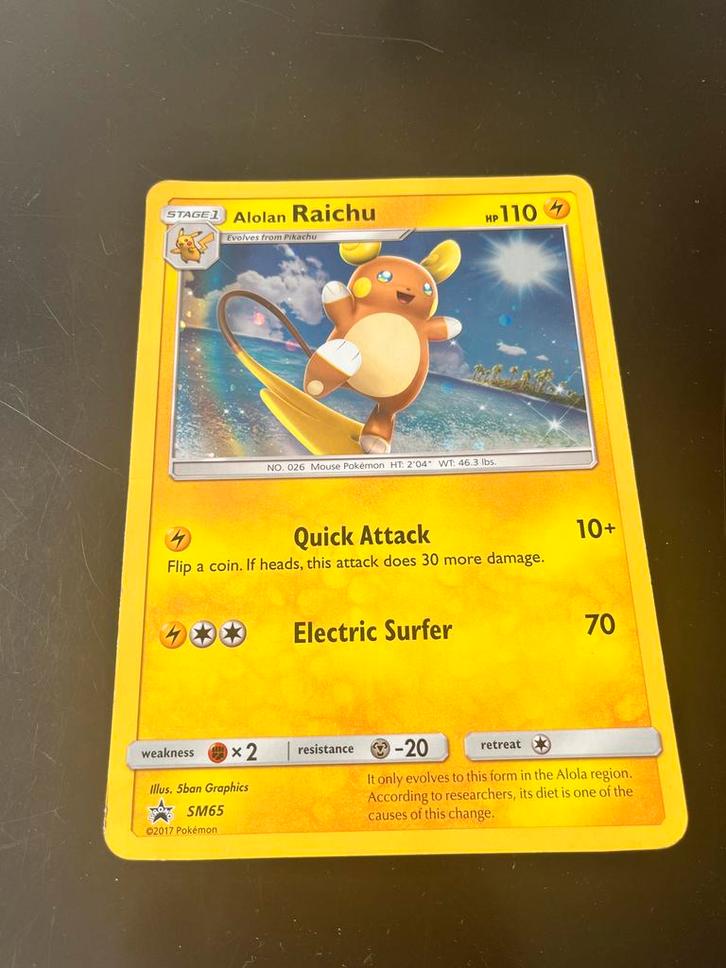 STAGE 1 Alolan Raichu HP 110
Evolves from Pikachu
NO. 026 Mouse Pokémon HT: 2'04" WT: 46.3 lbs.
Quick Attack 10+
Flip a coin. If heads, this attack does 30 more damage.
Electric Surfer 70
weakness ×2 resistance -20 retreat
Illus. 5ban Graphics
SM65
©2017 Pokémon
It only evolves to this form in the Alola region.
According to researchers, its diet is one of the
causes of this change.